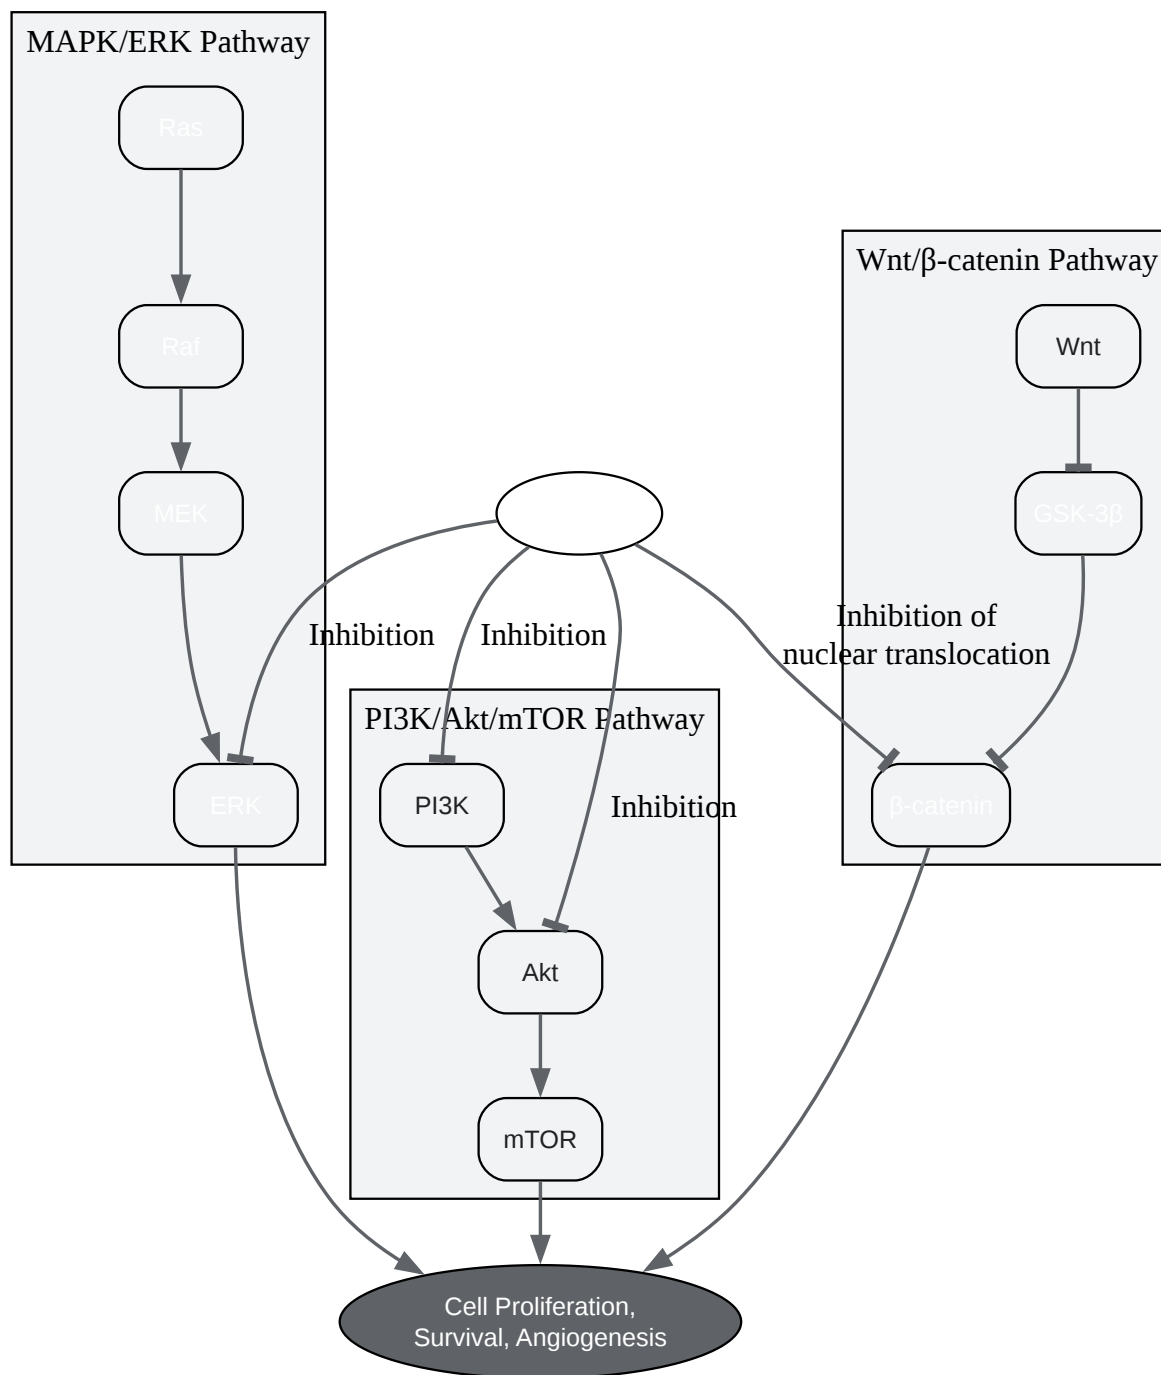 MAPK/ERK Pathway
Ras
Raf
MEK
ERK
Wnt/β-catenin Pathway
Wnt
GSK-3β
β-catenin
Inhibition
Inhibition
Inhibition of
nuclear translocation
PI3K/Akt/mTOR Pathway
PI3K
Inhibition
Akt
mTOR
Cell Proliferation,
Survival, Angiogenesis